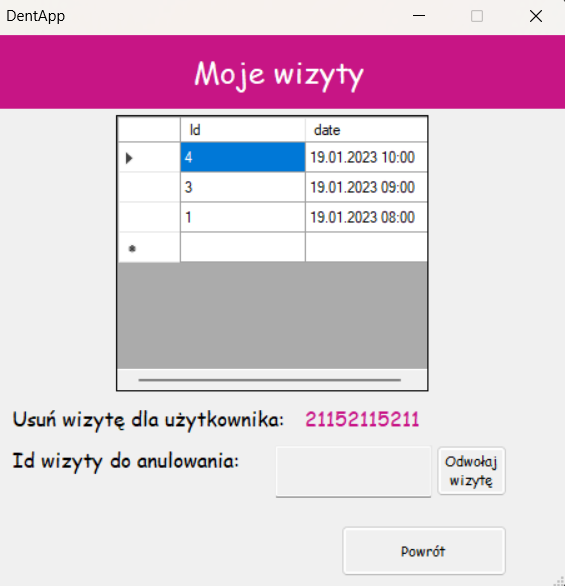 DentApp
Moje wizyty
Id date
4 19.01.2023 10:00
3 19.01.2023 09:00
1 19.01.2023 08:00
Usuń wizytę dla użytkownika: 21152115211
Id wizyty do anulowania:
Odwołaj
wizytę
Powrót